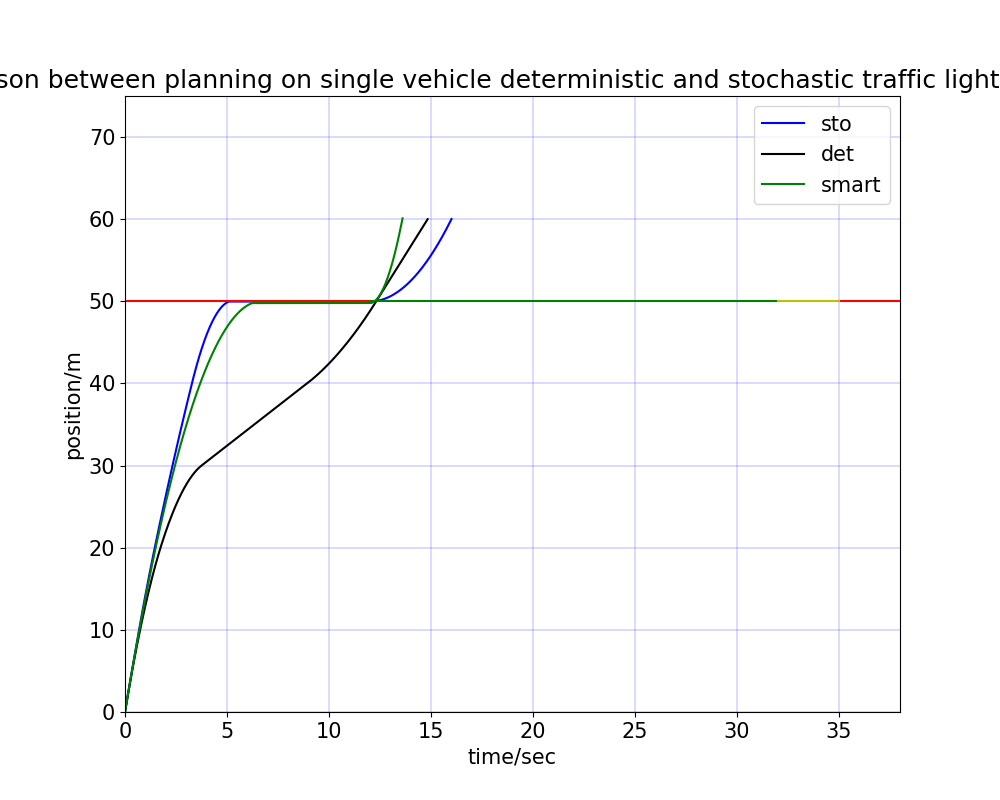 son between planning on single vehicle deterministic and stochastic traffic light
sto
det
smart
70
60
50
40
30
20
10
0
position/m
0 5 10 15 20 25 30 35
time/sec